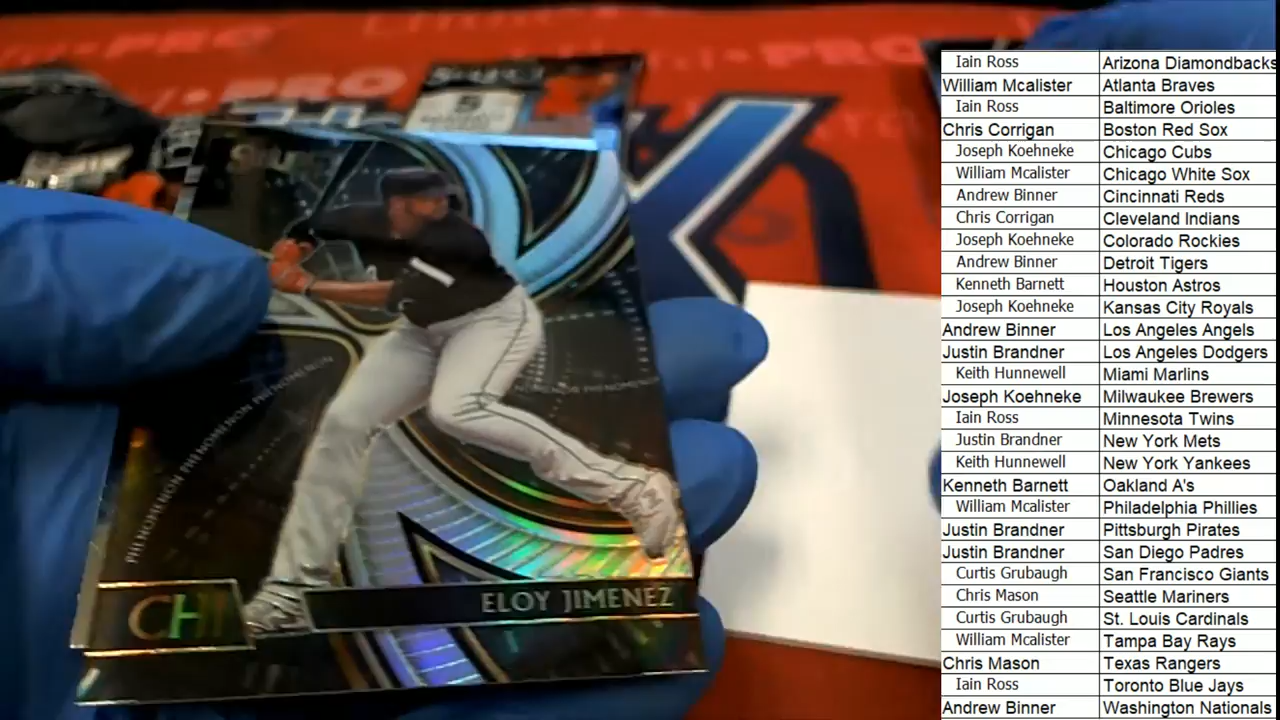 PRO
PRO
PHENOMENON PHENOMENON PHENOMENON
PHENOMENON
CHI
ELOY JIMENEZ
Iain Ross Arizona Diamondbacks
William Mcalister Atlanta Braves
Iain Ross Baltimore Orioles
Chris Corrigan Boston Red Sox
Joseph Koehneke Chicago Cubs
William Mcalister Chicago White Sox
Andrew Binner Cincinnati Reds
Chris Corrigan Cleveland Indians
Joseph Koehneke Colorado Rockies
Andrew Binner Detroit Tigers
Kenneth Barnett Houston Astros
Joseph Koehneke Kansas City Royals
Andrew Binner Los Angeles Angels
Justin Brandner Los Angeles Dodgers
Keith Hunnewell Miami Marlins
Joseph Koehneke Milwaukee Brewers
Iain Ross Minnesota Twins
Justin Brandner New York Mets
Keith Hunnewell New York Yankees
Kenneth Barnett Oakland A's
William Mcalister Philadelphia Phillies
Justin Brandner Pittsburgh Pirates
Justin Brandner San Diego Padres
Curtis Grubaugh San Francisco Giants
Chris Mason Seattle Mariners
Curtis Grubaugh St. Louis Cardinals
William Mcalister Tampa Bay Rays
Chris Mason Texas Rangers
Iain Ross Toronto Blue Jays
Andrew Binner Washington Nationals